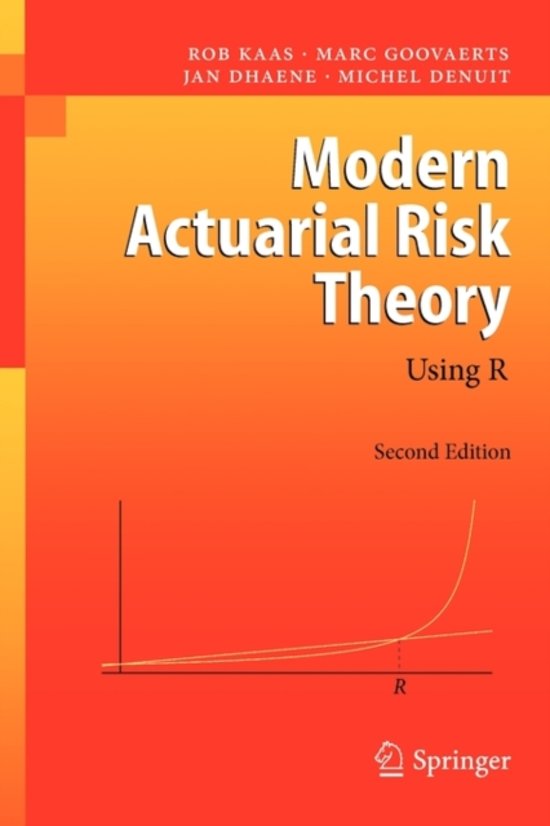 ROB KAAS · MARC GOOVAERTS
JAN DHAENE · MICHEL DENUIT
Modern
Actuarial Risk
Theory
Using R
Second Edition
R
Springer